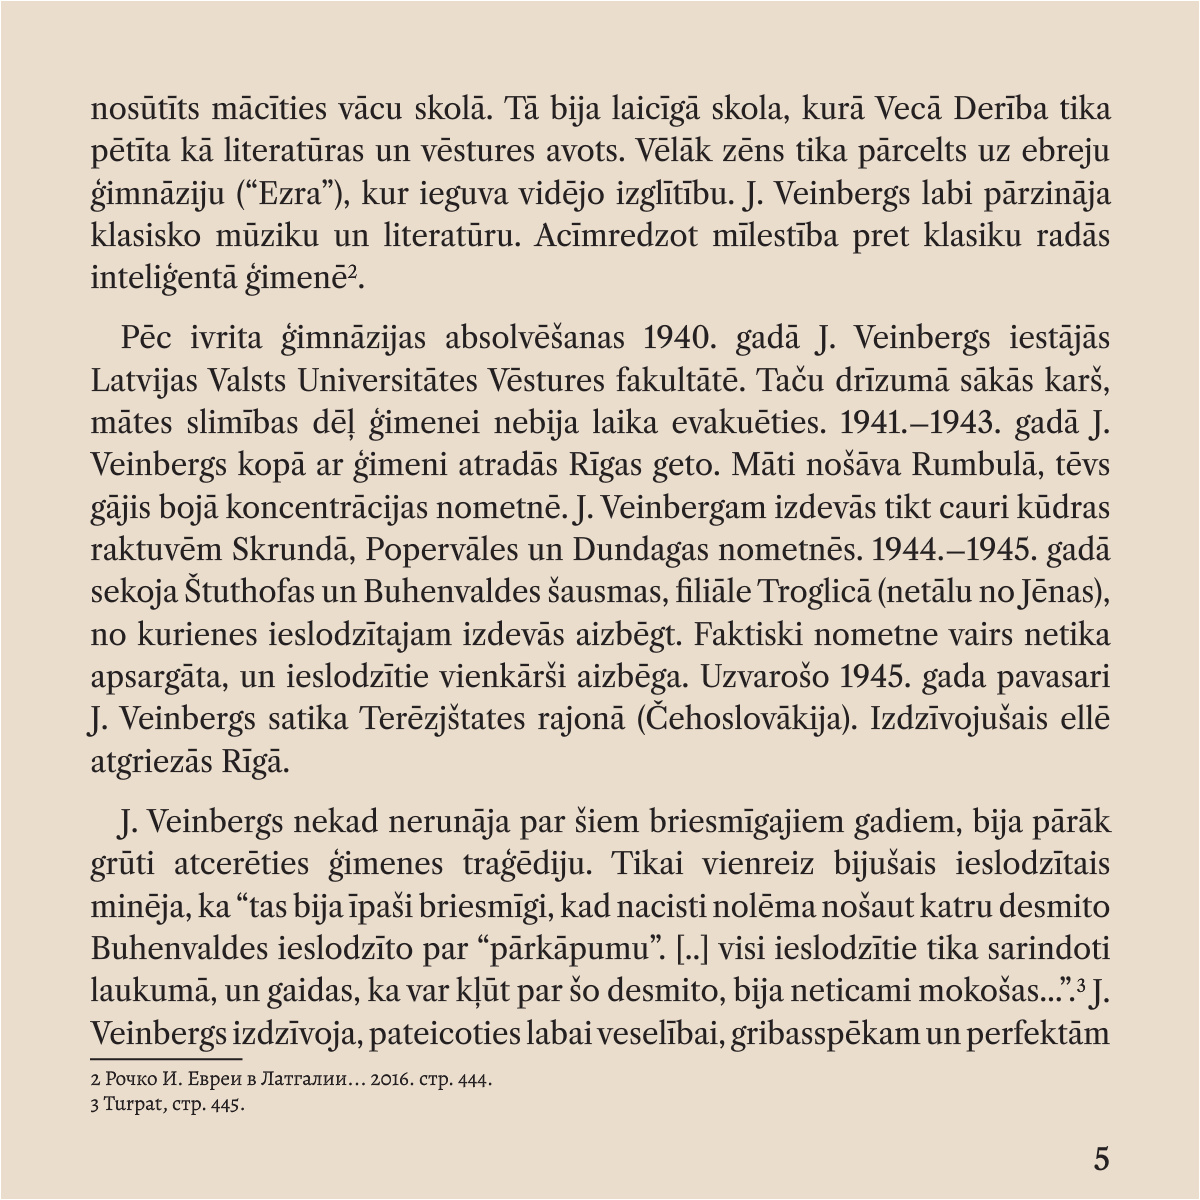 nosūtīts mācīties vācu skolā. Tā bija laicīgā skola, kurā Vecā Derība tika
pētīta kā literatūras un vēstures avots. Vēlāk zēns tika pārcelts uz ebreju
ģimnāziju (“Ezra”), kur ieguva vidējo izglītību. J. Veinbergs labi pārzināja
klasisko mūziku un literatūru. Acīmredzot mīlestība pret klasiku radās
inteliģentā ģimenē².
Pēc ivrita ģimnāzijas absolvēšanas 1940. gadā J. Veinbergs iestājās
Latvijas Valsts Universitātes Vēstures fakultātē. Taču drīzumā sākās karš,
mātes slimības dēļ ģimenei nebija laika evakuēties. 1941.–1943. gadā J.
Veinbergs kopā ar ģimeni atradās Rīgas geto. Māti nošāva Rumbulā, tēvs
gājis bojā koncentrācijas nometnē. J. Veinbergam izdevās tikt cauri kūdras
raktuvēm Skrundā, Popervāles un Dundagas nometnēs. 1944.–1945. gadā
sekoja Štuthofas un Buhenvaldes šausmas, filiāle Troglicā (netālu no Jēnas),
no kurienes ieslodzītajam izdevās aizbēgt. Faktiski nometne vairs netika
apsargāta, un ieslodzītie vienkārši aizbēga. Uzvarošo 1945. gada pavasari
J. Veinbergs satika Terēzjštates rajonā (Čehoslovākija). Izdzīvojušais ellē
atgriezās Rīgā.
J. Veinbergs nekad nerunāja par šiem briesmīgajiem gadiem, bija pārāk
grūti atcerēties ģimenes traģēdiju. Tikai vienreiz bijušais ieslodzītais
minēja, ka “tas bija īpaši briesmīgi, kad nacisti nolēma nošaut katru desmito
Buhenvaldes ieslodzīto par “pārkāpumu”. [..] visi ieslodzītie tika sarindoti
laukumā, un gaidas, ka var kļūt par šo desmito, bija neticami mokošas...”.³ J.
Veinbergs izdzīvoja, pateicoties labai veselībai, gribasspēkam un perfektām
2 Рочко И. Евреи в Латгалии... 2016. стр. 444.
3 Turpat, стр. 445.
5